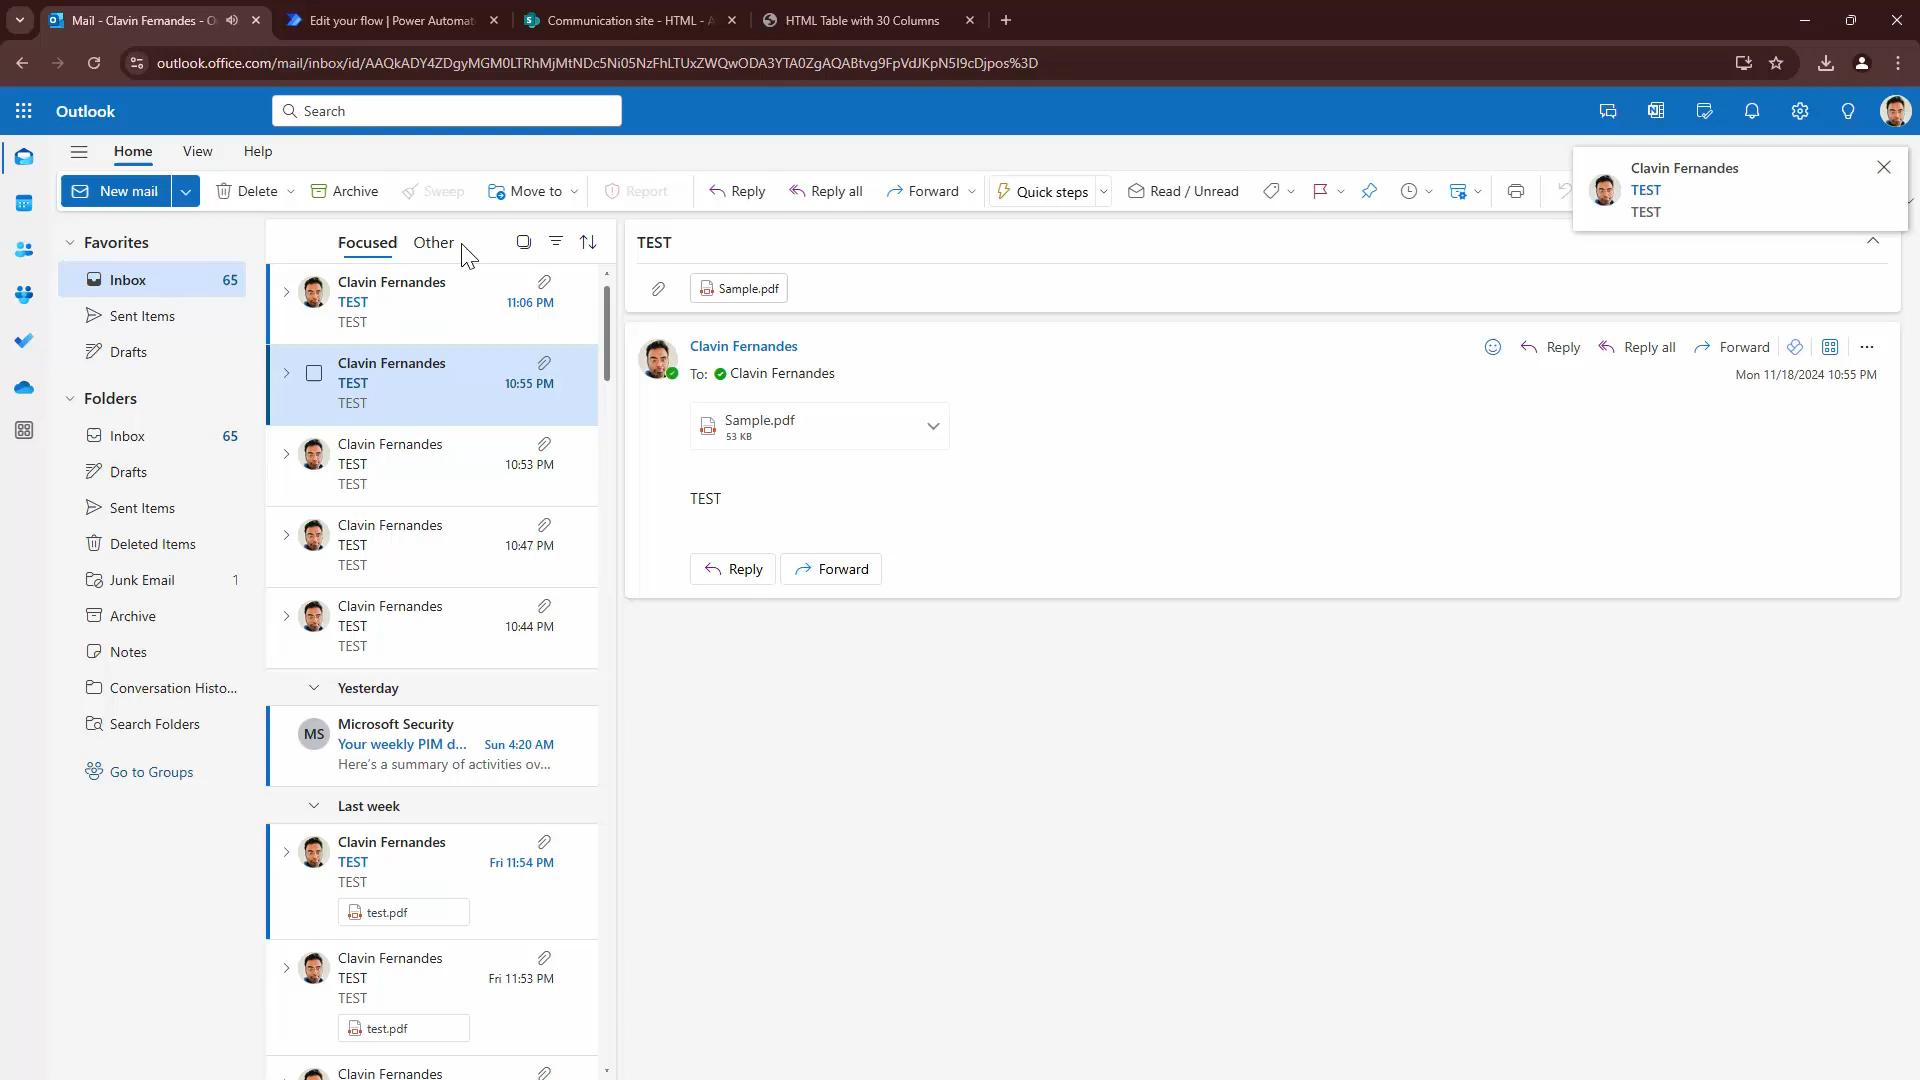 Mail - Clavin Fernandes - O
Edit your flow | Power Automat
Communication site - HTML - A
HTML Table with 30 Columns
outlook.office.com/mail/inbox/id/AAQkADY4ZDgyMGM0LTRhMjMtNDc5Ni05NzFhLTUxZWQwODA3YTA0ZgAQABtvg9FpVdJKpN5I9cDjpos%3D
Outlook
Search
Home View Help
New mail Delete Archive Sweep Move to Report Reply Reply all Forward Quick steps Read / Unread
Clavin Fernandes
TEST
TEST
Favorites
Inbox 65
Sent Items
Drafts
Folders
Inbox 65
Drafts
Sent Items
Deleted Items
Junk Email 1
Archive
Notes
Conversation Histo...
Search Folders
Go to Groups
Focused Other
Clavin Fernandes
TEST 11:06 PM
TEST
Clavin Fernandes
TEST 10:55 PM
TEST
Clavin Fernandes
TEST 10:53 PM
TEST
Clavin Fernandes
TEST 10:47 PM
TEST
Clavin Fernandes
TEST 10:44 PM
TEST
Yesterday
MS
Microsoft Security
Your weekly PIM d... Sun 4:20 AM
Here's a summary of activities ov...
Last week
Clavin Fernandes
TEST Fri 11:54 PM
TEST
test.pdf
Clavin Fernandes
TEST Fri 11:53 PM
TEST
test.pdf
Clavin Fernandes
TEST
Sample.pdf
Clavin Fernandes
To: Clavin Fernandes
Reply Reply all Forward
Mon 11/18/2024 10:55 PM
Sample.pdf
53 KB
TEST
Reply Forward